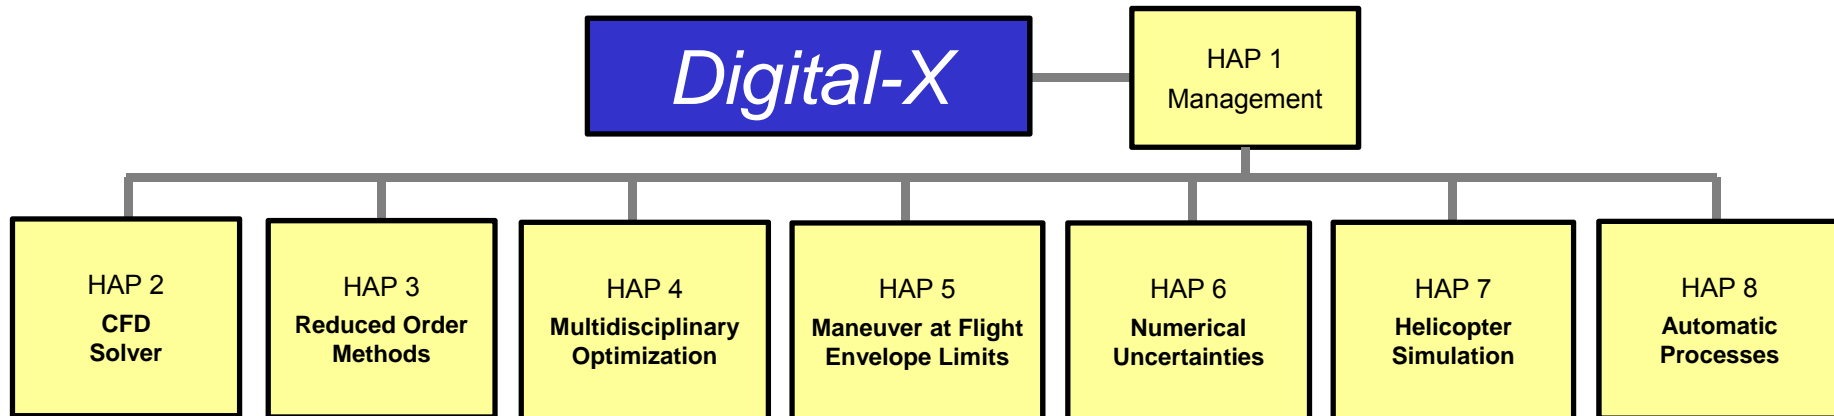 Digital-X
HAP 1
Management
HAP 2
CFD
Solver
HAP 3
Reduced Order
Methods
HAP 4
Multidisciplinary
Optimization
HAP 5
Maneuver at Flight
Envelope Limits
HAP 6
Numerical
Uncertainties
HAP 7
Helicopter
Simulation
HAP 8
Automatic
Processes